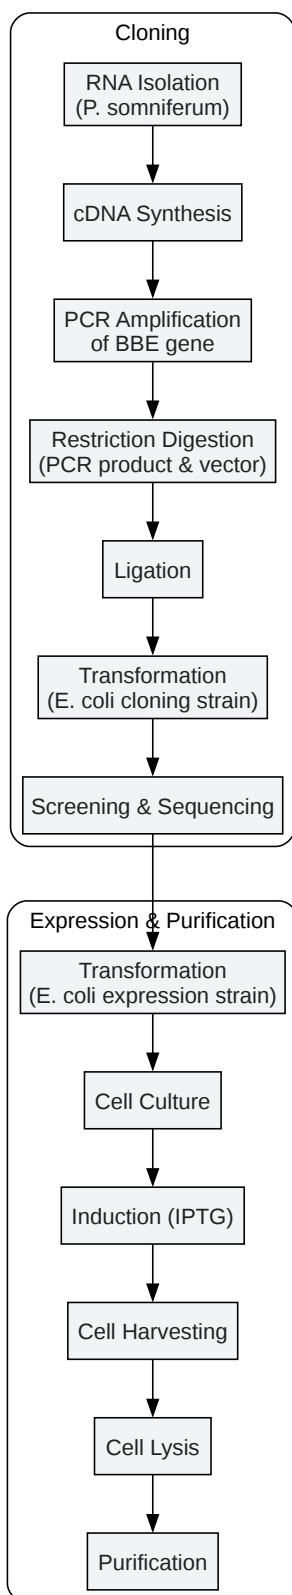 Cloning
RNA Isolation
(P. somniferum)
cDNA Synthesis
PCR Amplification
of BBE gene
Restriction Digestion
(PCR product & vector)
Ligation
Transformation
(E. coli cloning strain)
Screening & Sequencing
Expression & Purification
Transformation
(E. coli expression strain)
Cell Culture
Induction (IPTG)
Cell Harvesting
Cell Lysis
Purification